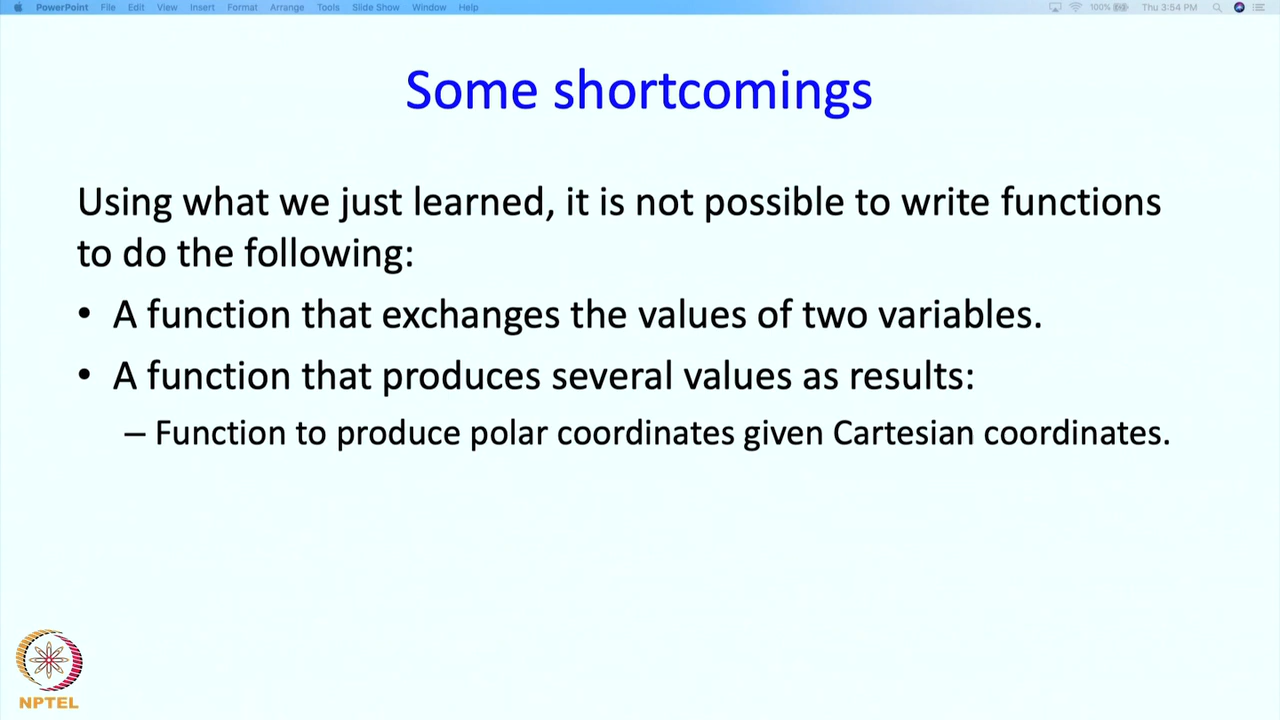 PowerPoint File Edit View Insert Format Arrange Tools Slide Show Window Help 100% Thu 3:54 PM
Some shortcomings
Using what we just learned, it is not possible to write functions
to do the following:
• A function that exchanges the values of two variables.
• A function that produces several values as results:
– Function to produce polar coordinates given Cartesian coordinates.
NPTEL